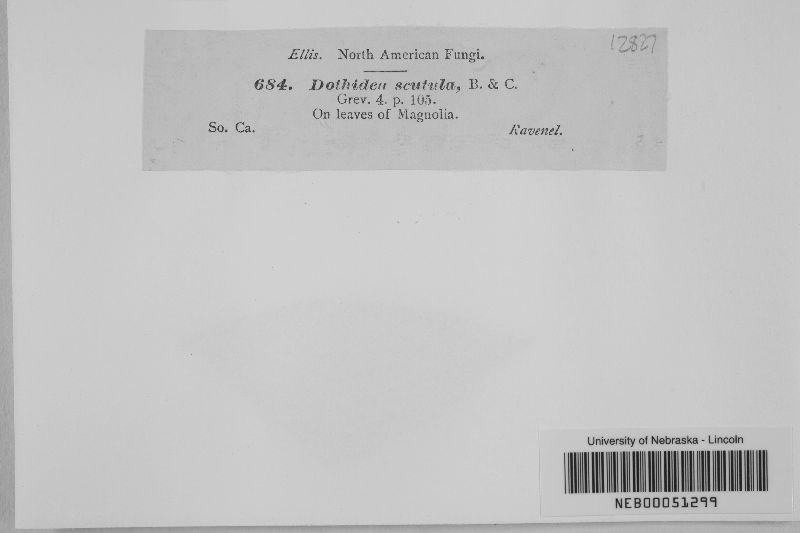 12827
Ellis. North American Fungi.
684. Dothidea scutula, B. & C.
Grev. 4. p. 105.
On leaves of Magnolia.
So. Ca. Ravenel.
University of Nebraska - Lincoln
NEB00051299